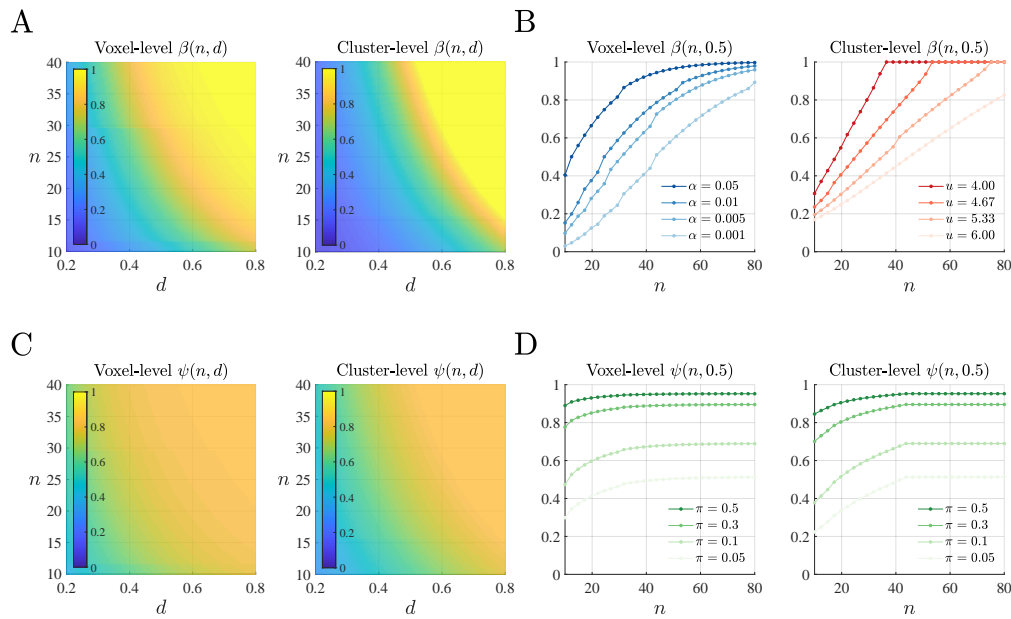 A
Voxel-level β(n, d)
Cluster-level β(n, d)
n
40
35
30
25
20
15
10
1
0.8
0.6
0.4
0.2
0
0.2 0.4 0.6 0.8
d
40
35
30
25
20
15
10
1
0.8
0.6
0.4
0.2
0
0.2 0.4 0.6 0.8
d
B
Voxel-level β(n, 0.5)
Cluster-level β(n, 0.5)
1
0.8
0.6
0.4
0.2
0
20 40 60 80
n
α = 0.05
α = 0.01
α = 0.005
α = 0.001
1
0.8
0.6
0.4
0.2
0
20 40 60 80
n
u = 4.00
u = 4.67
u = 5.33
u = 6.00
C
Voxel-level ψ(n, d)
Cluster-level ψ(n, d)
n
40
35
30
25
20
15
10
1
0.8
0.6
0.4
0.2
0
0.2 0.4 0.6 0.8
d
40
35
30
25
20
15
10
1
0.8
0.6
0.4
0.2
0
0.2 0.4 0.6 0.8
d
D
Voxel-level ψ(n, 0.5)
Cluster-level ψ(n, 0.5)
1
0.8
0.6
0.4
0.2
0
20 40 60 80
n
π = 0.5
π = 0.3
π = 0.1
π = 0.05
1
0.8
0.6
0.4
0.2
0
20 40 60 80
n
π = 0.5
π = 0.3
π = 0.1
π = 0.05